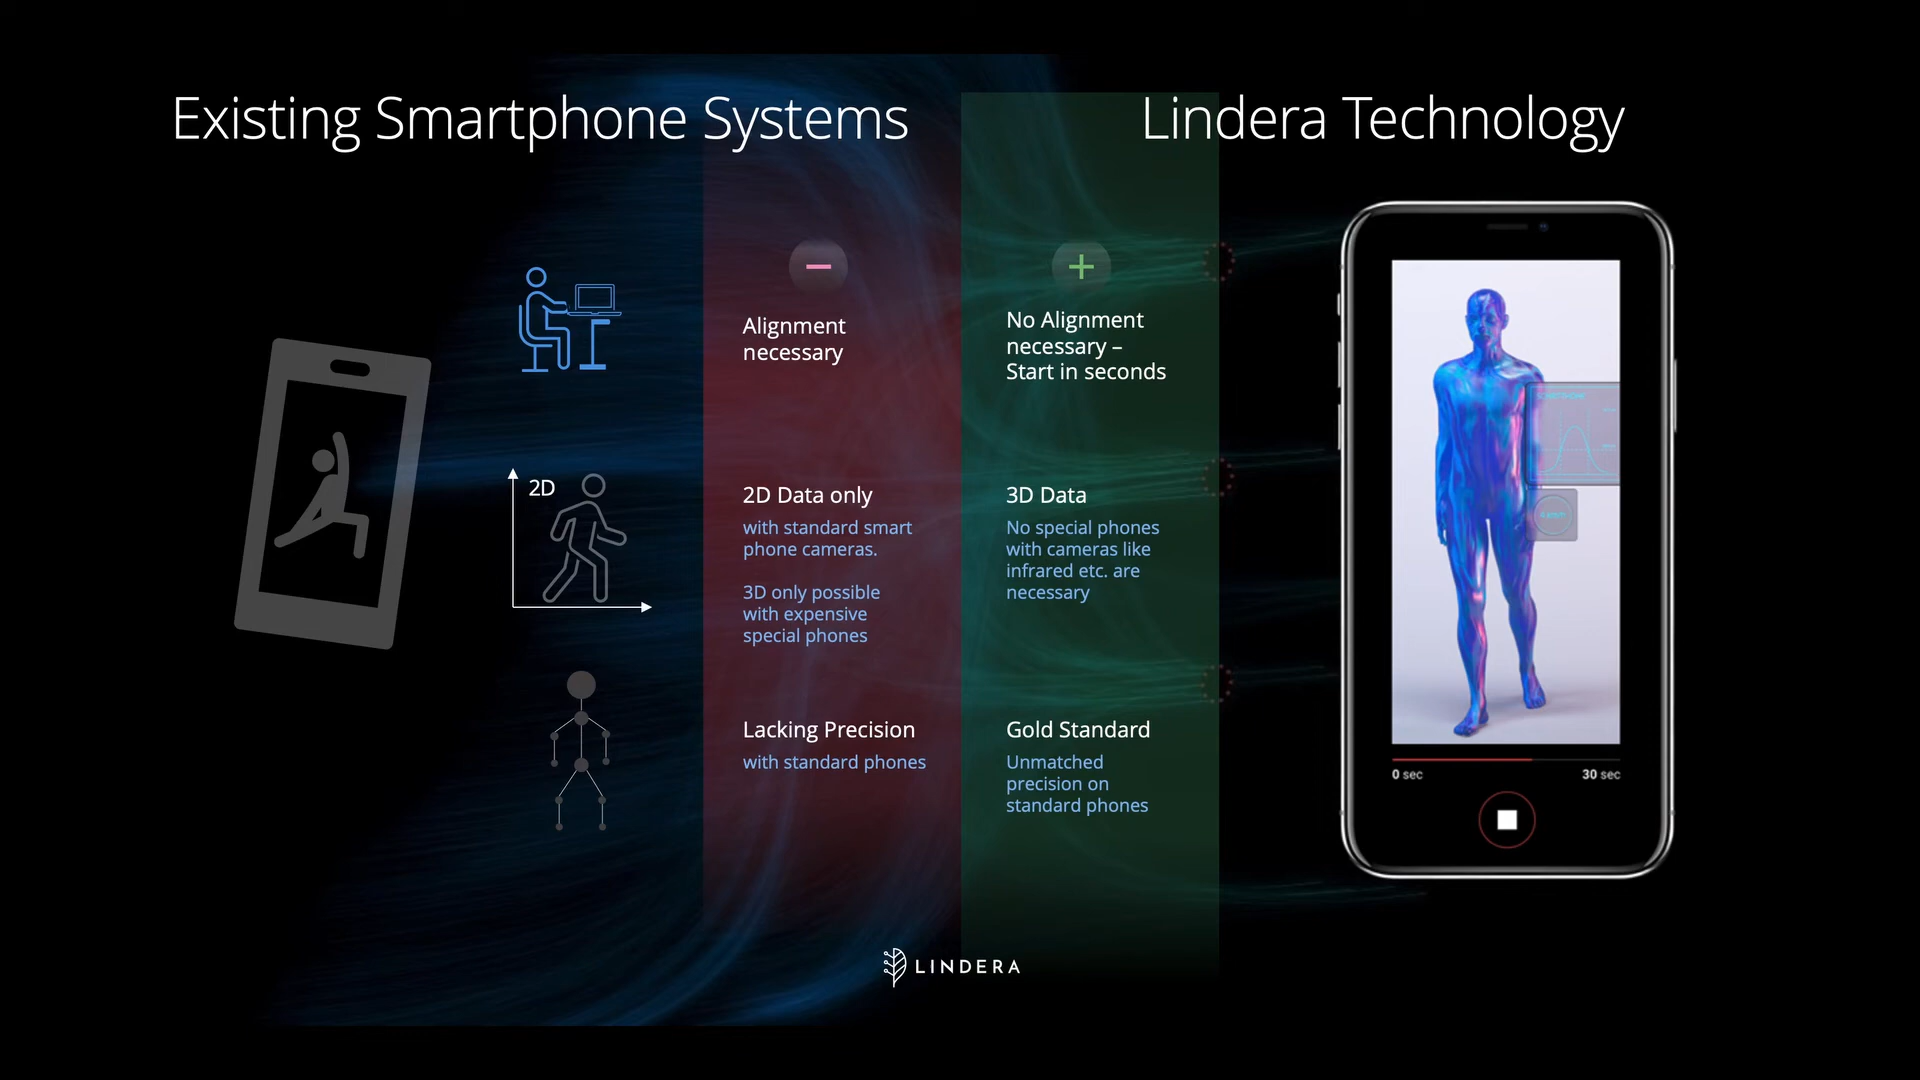 Existing Smartphone Systems
Lindera Technology
Alignment
necessary
No Alignment
necessary –
Start in seconds
2D
2D Data only
with standard smart
phone cameras.
3D only possible
with expensive
special phones
3D Data
No special phones
with cameras like
infrared etc. are
necessary
Lacking Precision
with standard phones
Gold Standard
Unmatched
precision on
standard phones
0 sec
30 sec
LINDERA